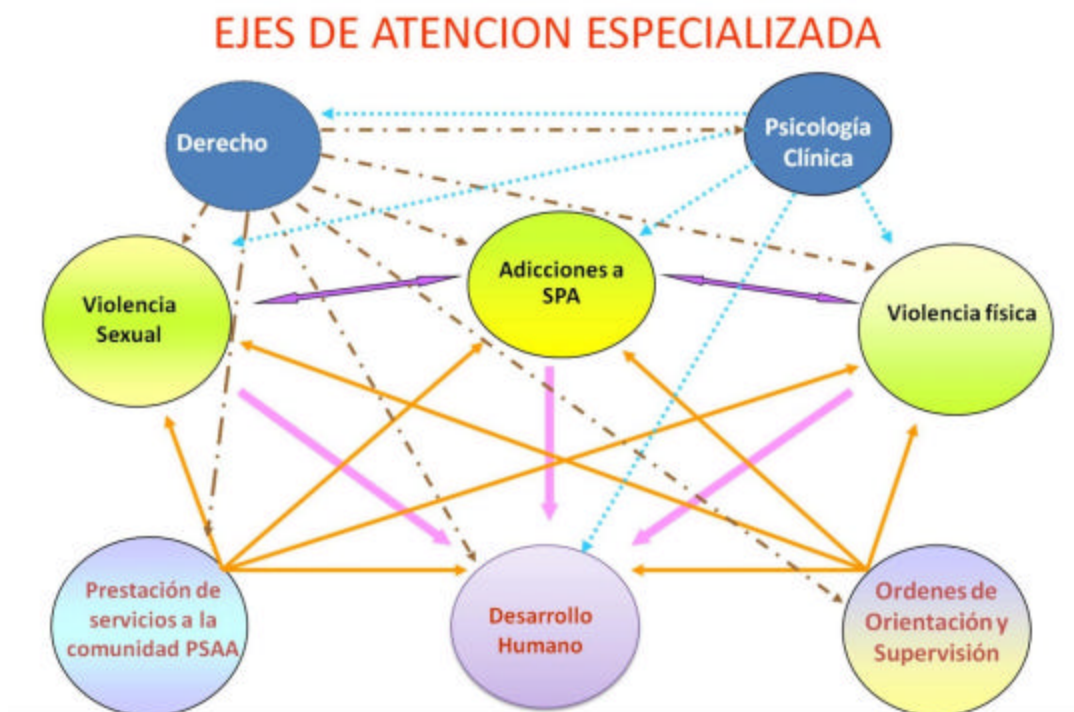 EJES DE ATENCION ESPECIALIZADA
Derecho
Psicología
Clínica
Violencia
Sexual
Adicciones a
SPA
Violencia física
Prestación de
servicios a la
comunidad PSAA
Desarrollo
Humano
Ordenes de
Orientación y
Supervisión